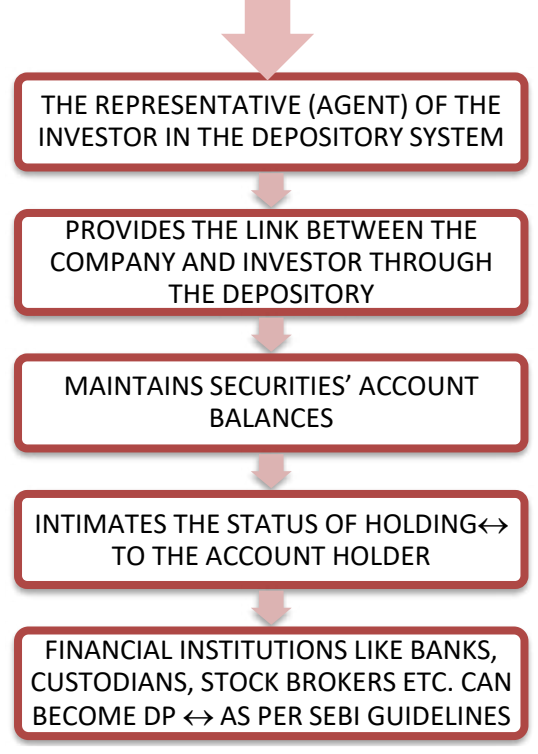 THE REPRESENTATIVE (AGENT) OF THE
INVESTOR IN THE DEPOSITORY SYSTEM
PROVIDES THE LINK BETWEEN THE
COMPANY AND INVESTOR THROUGH
THE DEPOSITORY
MAINTAINS SECURITIES’ ACCOUNT
BALANCES
INTIMATES THE STATUS OF HOLDING↔
TO THE ACCOUNT HOLDER
FINANCIAL INSTITUTIONS LIKE BANKS,
CUSTODIANS, STOCK BROKERS ETC. CAN
BECOME DP ↔ AS PER SEBI GUIDELINES